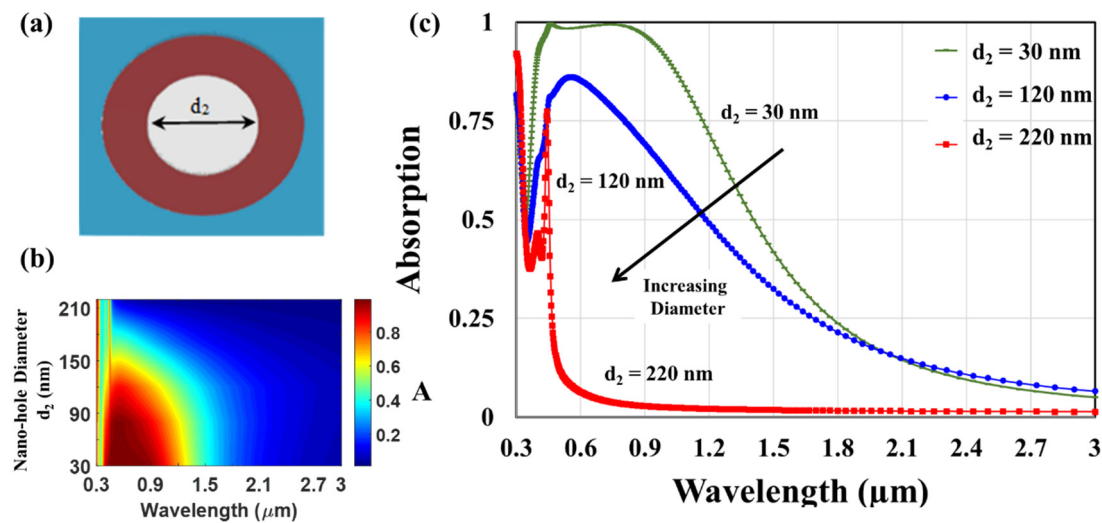 (a)
d₂
(b)
Nano-hole Diameter
d₂ (nm)
210
150
90
30
0.3
0.9
1.5
2.1
2.7
3
Wavelength (μm)
0.8
0.6
0.4
0.2
A
(c)
Absorption
1
0.75
0.5
0.25
0
d₂ = 30 nm
d₂ = 120 nm
d₂ = 220 nm
d₂ = 30 nm
d₂ = 120 nm
Increasing
Diameter
d₂ = 220 nm
0.3
0.6
0.9
1.2
1.5
1.8
2.1
2.4
2.7
3
Wavelength (μm)